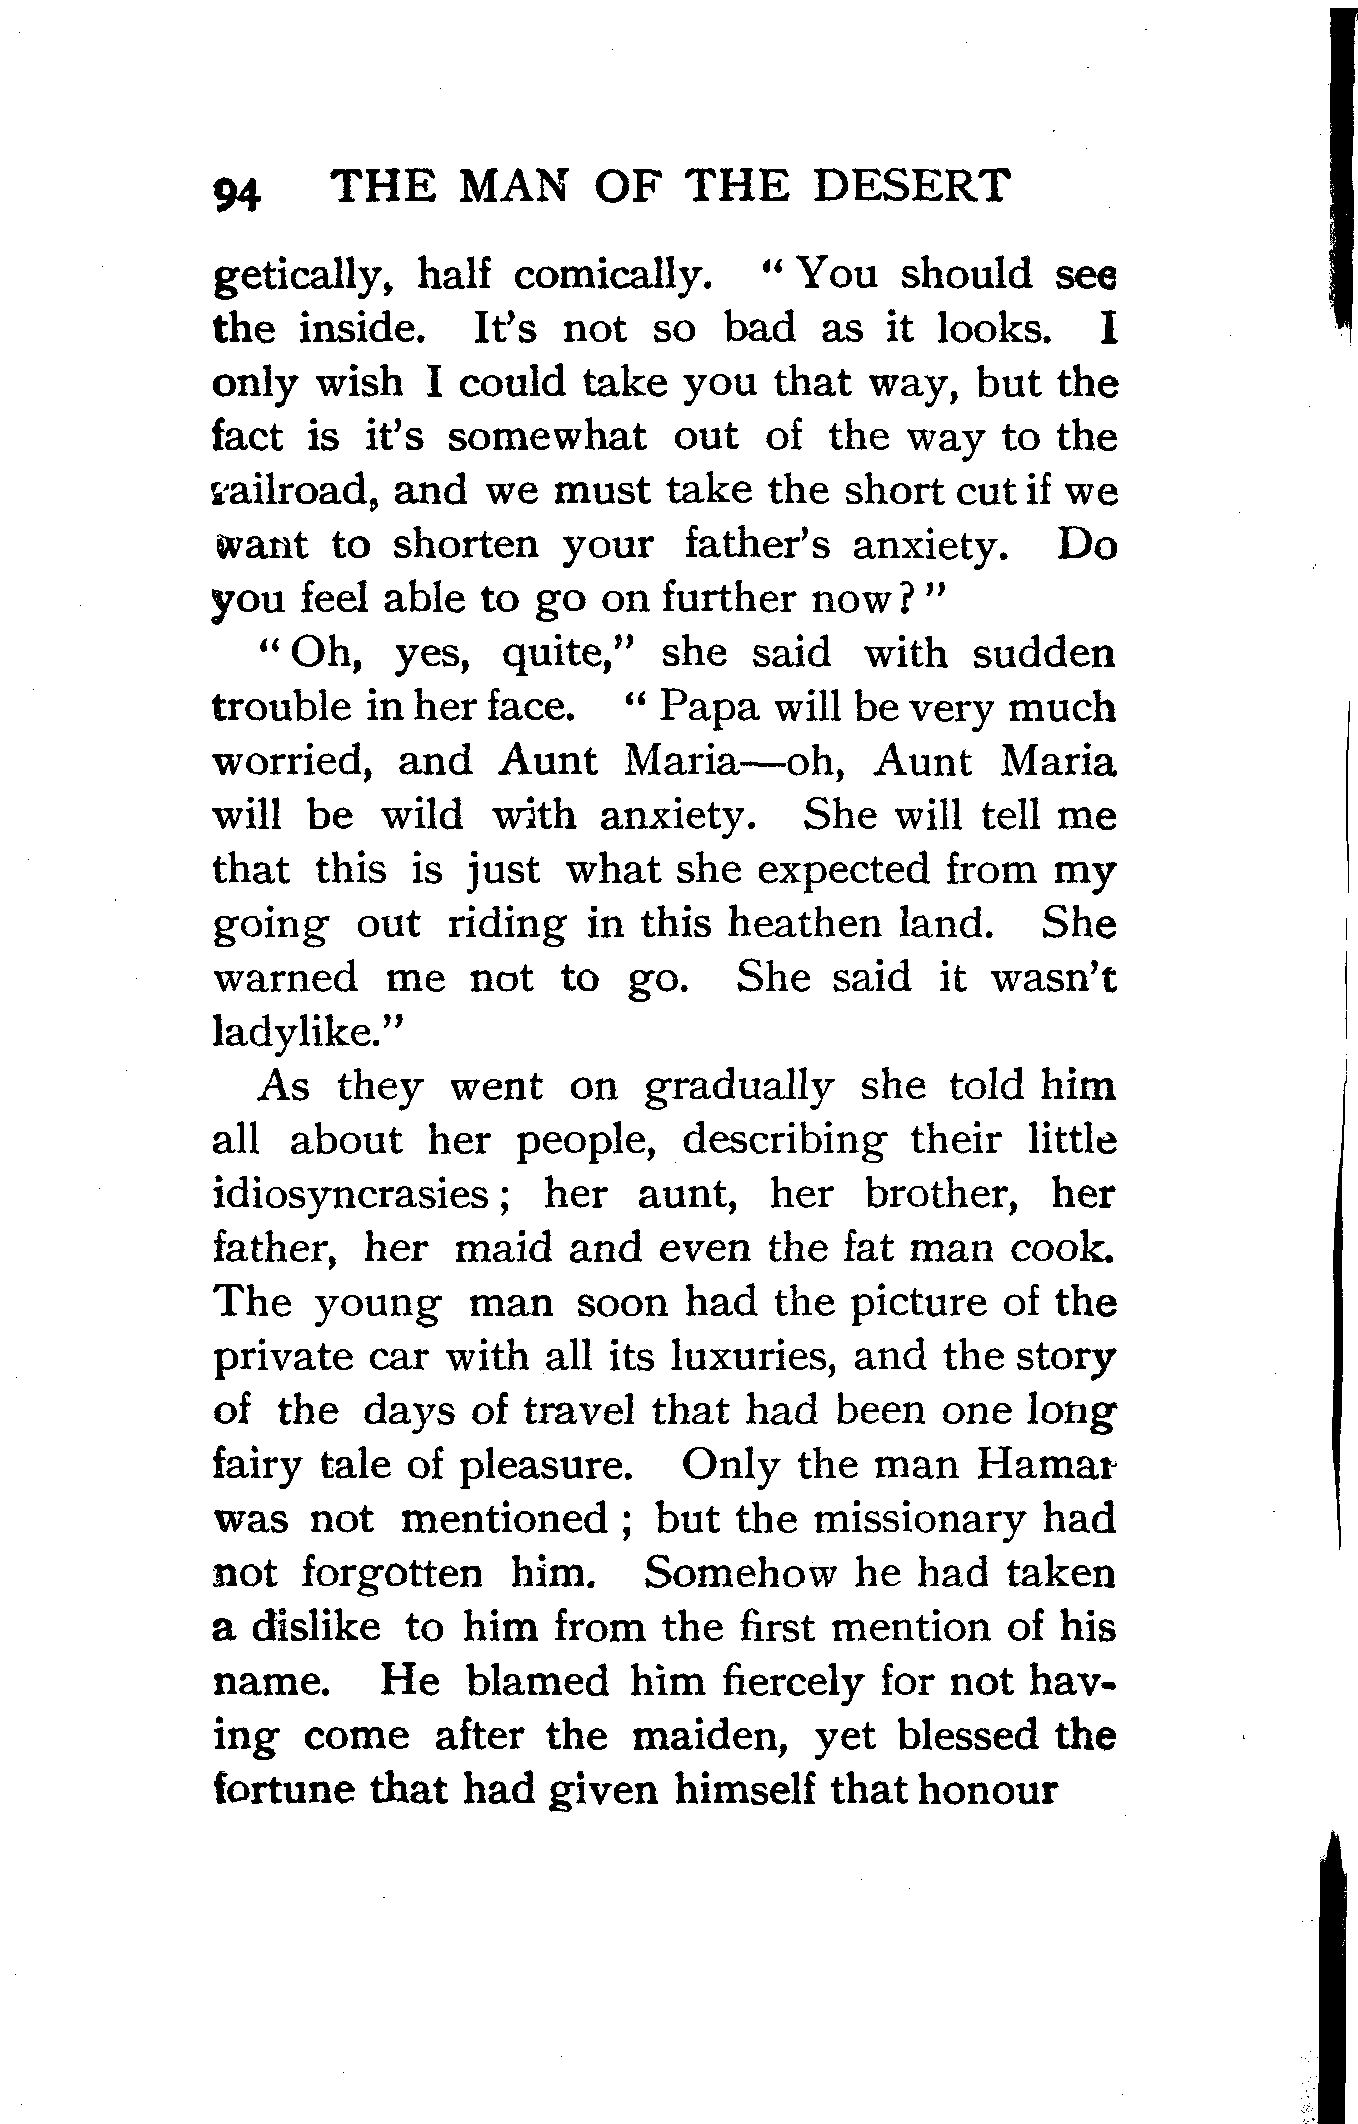 94 THE MAN OF THE DESERT
getically, half comically. “ You should see
the inside. It’s not so bad as it looks. I
only wish I could take you that way, but the
fact is it’s somewhat out of the way to the
railroad, and we must take the short cut if we
want to shorten your father’s anxiety. Do
you feel able to go on further now? ”
“ Oh, yes, quite,” she said with sudden
trouble in her face. “ Papa will be very much
worried, and Aunt Maria—oh, Aunt Maria
will be wild with anxiety. She will tell me
that this is just what she expected from my
going out riding in this heathen land. She
warned me not to go. She said it wasn’t
ladylike.”
As they went on gradually she told him
all about her people, describing their little
idiosyncrasies ; her aunt, her brother, her
father, her maid and even the fat man cook.
The young man soon had the picture of the
private car with all its luxuries, and the story
of the days of travel that had been one long
fairy tale of pleasure. Only the man Hamar
was not mentioned ; but the missionary had
not forgotten him. Somehow he had taken
a dislike to him from the first mention of his
name. He blamed him fiercely for not hav-
ing come after the maiden, yet blessed the
fortune that had given himself that honour